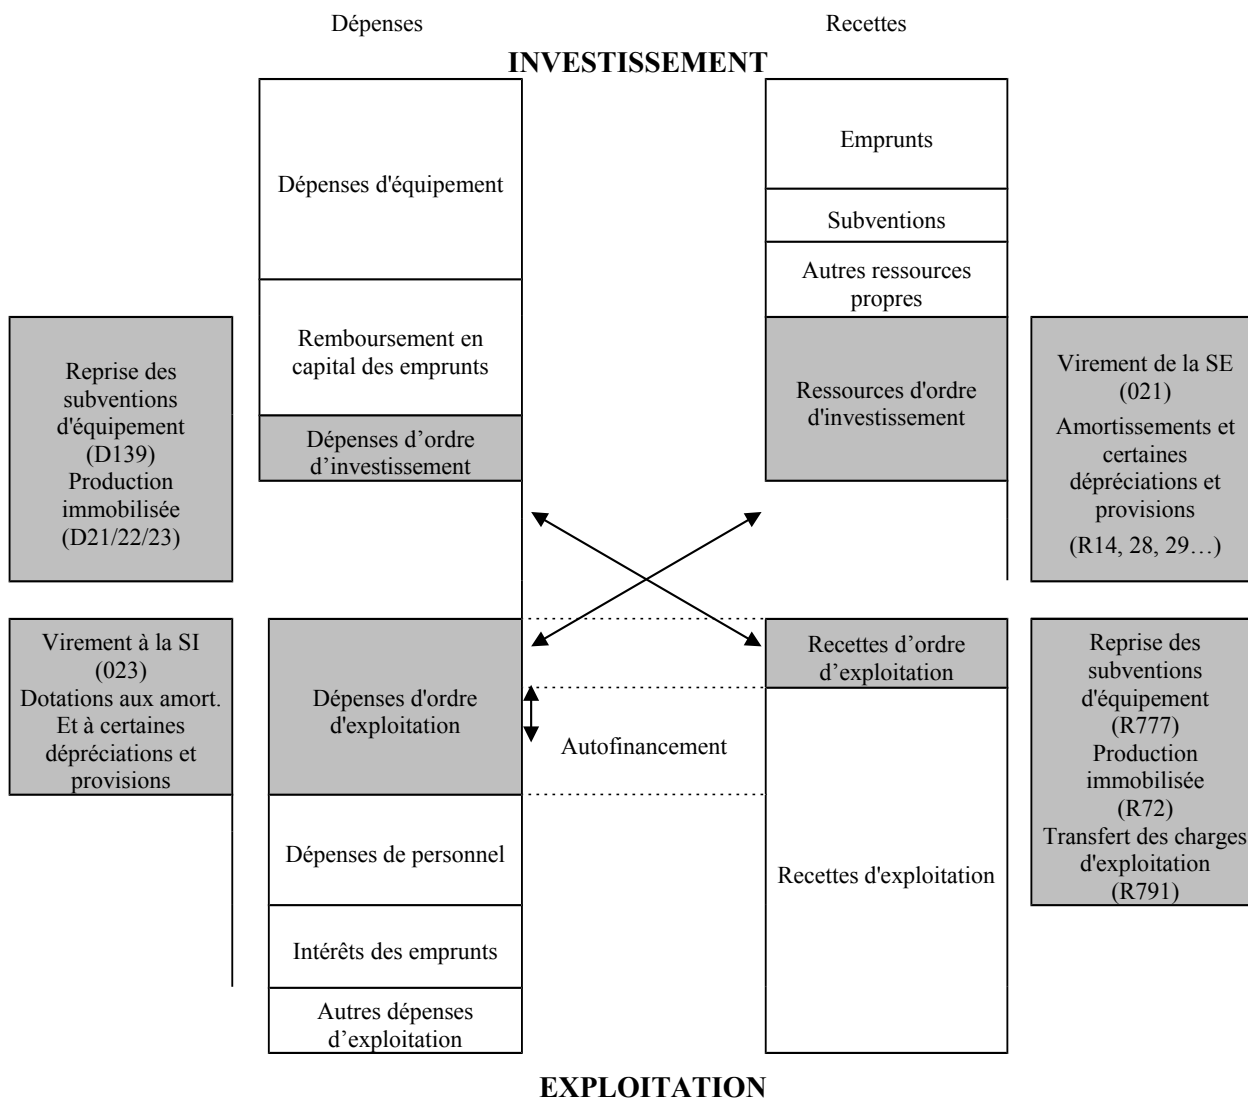 Dépenses
Recettes
INVESTISSEMENT
Dépenses d'équipement
Remboursement en
capital des emprunts
Dépenses d’ordre
d’investissement
Emprunts
Subventions
Autres ressources
propres
Ressources d'ordre
d'investissement
Reprise des
subventions
d'équipement
(D139)
Production
immobilisée
(D21/22/23)
Virement de la SE
(021)
Amortissements et
certaines
dépréciations et
provisions
(R14, 28, 29…)
Virement à la SI
(023)
Dotations aux amort.
Et à certaines
dépréciations et
provisions
Dépenses d'ordre
d'exploitation
Dépenses de personnel
Intérêts des emprunts
Autres dépenses
d’exploitation
Autofinancement
Recettes d’ordre
d’exploitation
Recettes d'exploitation
Reprise des
subventions
d'équipement
(R777)
Production
immobilisée
(R72)
Transfert des charges
d'exploitation
(R791)
EXPLOITATION